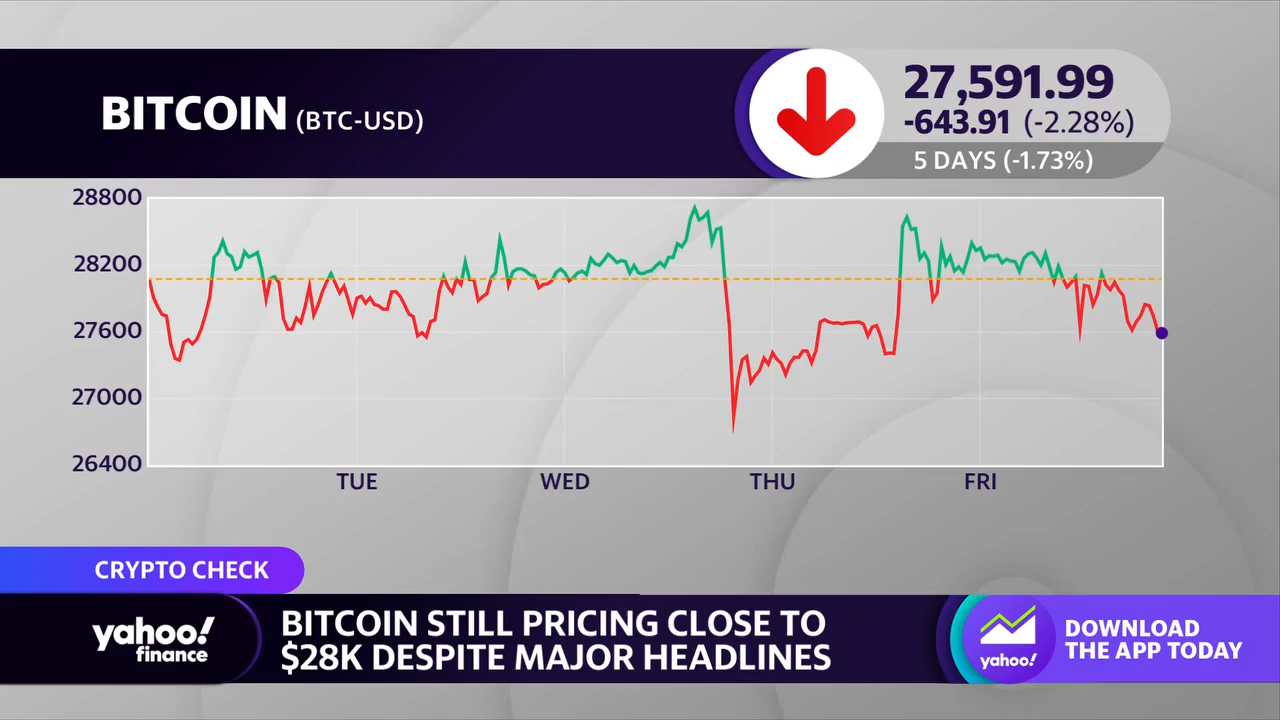 BITCOIN (BTC-USD)
27,591.99
-643.91 (-2.28%)
5 DAYS (-1.73%)
28800
28200
27600
27000
26400
TUE WED THU FRI
CRYPTO CHECK
yahoo!
finance
BITCOIN STILL PRICING CLOSE TO
$28K DESPITE MAJOR HEADLINES
yahoo!
DOWNLOAD
THE APP TODAY